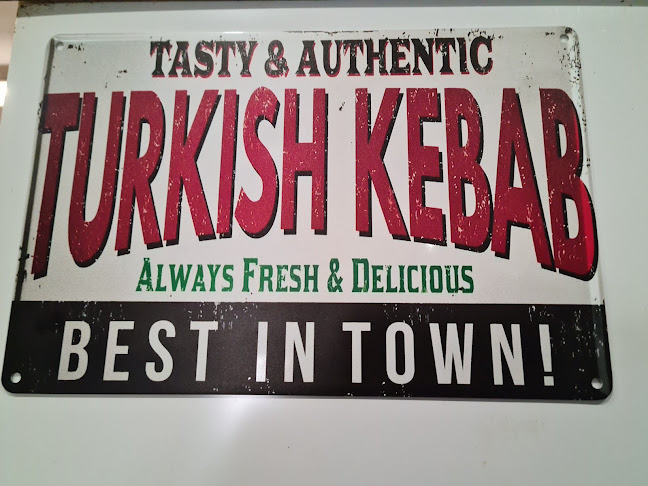 TASTY & AUTHENTIC
TURKISH KEBAB
ALWAYS FRESH & DELICIOUS
BEST IN TOWN!